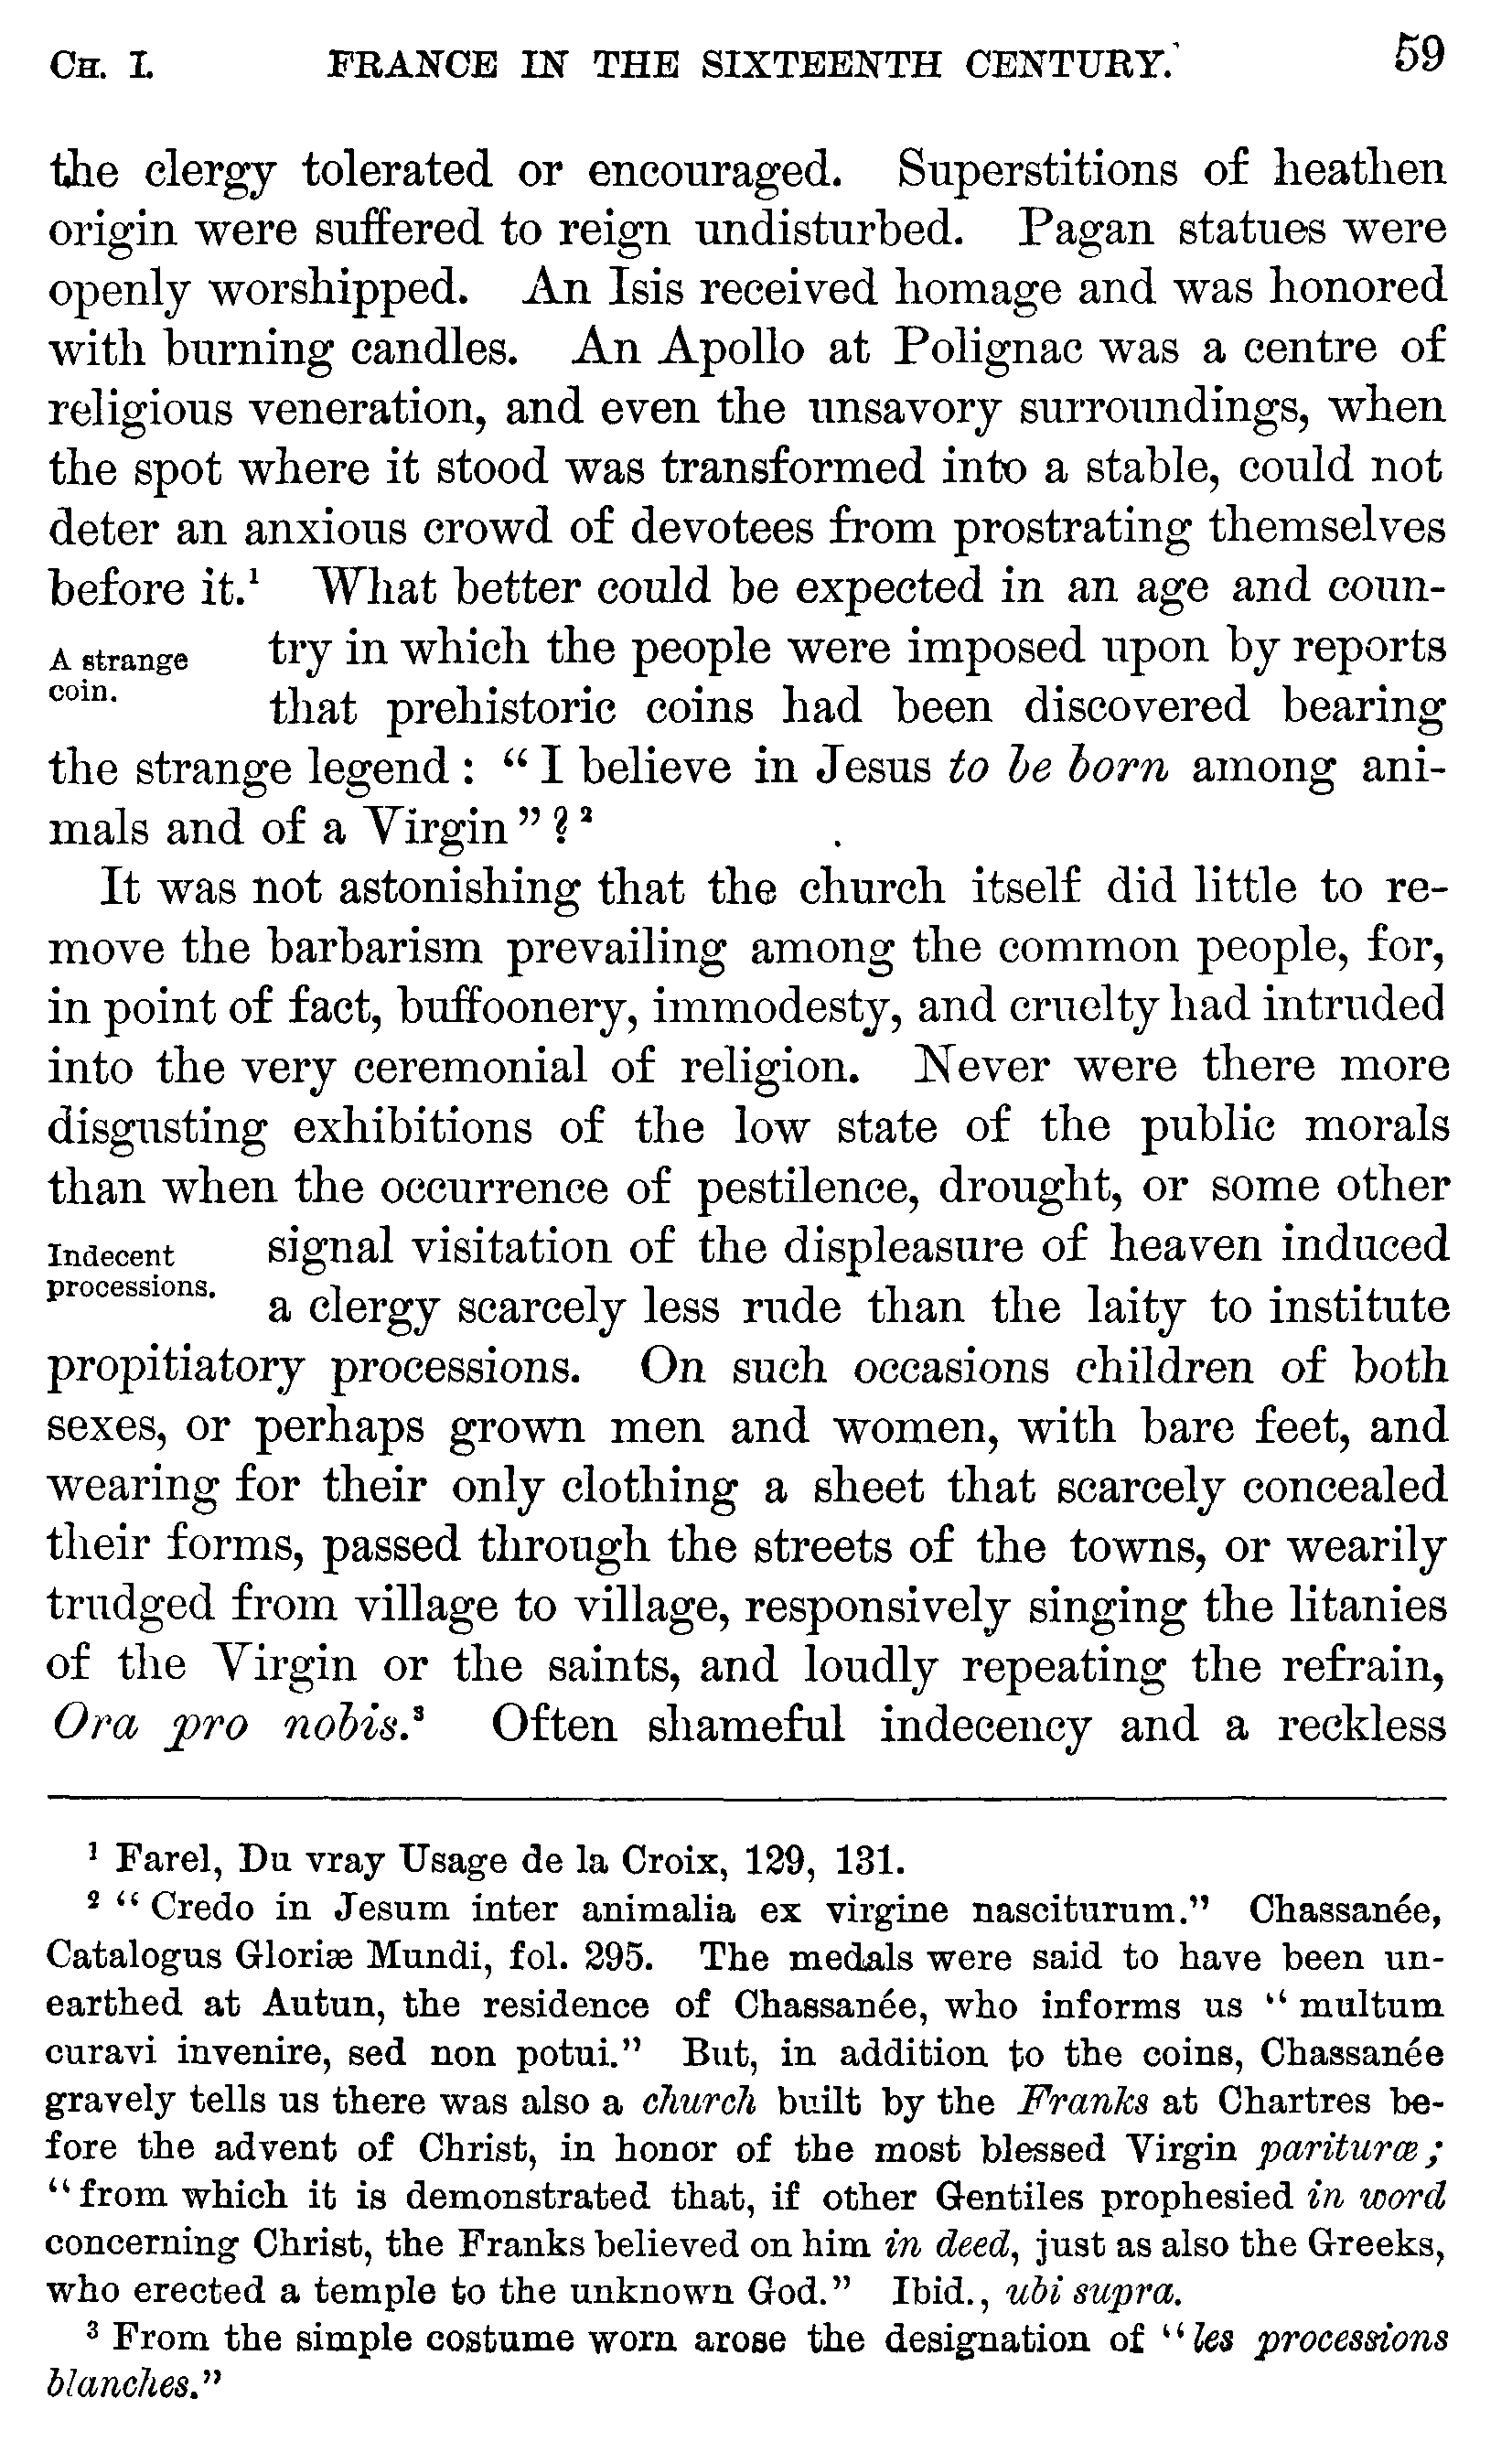 CH. I. FRANCE IN THE SIXTEENTH CENTURY. 59
the clergy tolerated or encouraged. Superstitions of heathen
origin were suffered to reign undisturbed. Pagan statues were
openly worshipped. An Isis received homage and was honored
with burning candles. An Apollo at Polignac was a centre of
religious veneration, and even the unsavory surroundings, when
the spot where it stood was transformed into a stable, could not
deter an anxious crowd of devotees from prostrating themselves
before it.¹ What better could be expected in an age and coun-
A strange
coin.
try in which the people were imposed upon by reports
that prehistoric coins had been discovered bearing
the strange legend : “ I believe in Jesus to be born among ani-
mals and of a Virgin ” ? ²
It was not astonishing that the church itself did little to re-
move the barbarism prevailing among the common people, for,
in point of fact, buffoonery, immodesty, and cruelty had intruded
into the very ceremonial of religion. Never were there more
disgusting exhibitions of the low state of the public morals
than when the occurrence of pestilence, drought, or some other
Indecent
processions.
signal visitation of the displeasure of heaven induced
a clergy scarcely less rude than the laity to institute
propitiatory processions. On such occasions children of both
sexes, or perhaps grown men and women, with bare feet, and
wearing for their only clothing a sheet that scarcely concealed
their forms, passed through the streets of the towns, or wearily
trudged from village to village, responsively singing the litanies
of the Virgin or the saints, and loudly repeating the refrain,
Ora pro nobis.³ Often shameful indecency and a reckless
¹ Farel, Du vray Usage de la Croix, 129, 131.
² “ Credo in Jesum inter animalia ex virgine nasciturum.” Chassanée,
Catalogus Gloriæ Mundi, fol. 295. The medals were said to have been un-
earthed at Autun, the residence of Chassanée, who informs us “ multum
curavi invenire, sed non potui.” But, in addition to the coins, Chassanée
gravely tells us there was also a church built by the Franks at Chartres be-
fore the advent of Christ, in honor of the most blessed Virgin parituræ ;
“ from which it is demonstrated that, if other Gentiles prophesied in word
concerning Christ, the Franks believed on him in deed, just as also the Greeks,
who erected a temple to the unknown God.” Ibid., ubi supra.
³ From the simple costume worn arose the designation of “ les processions
blanches.”